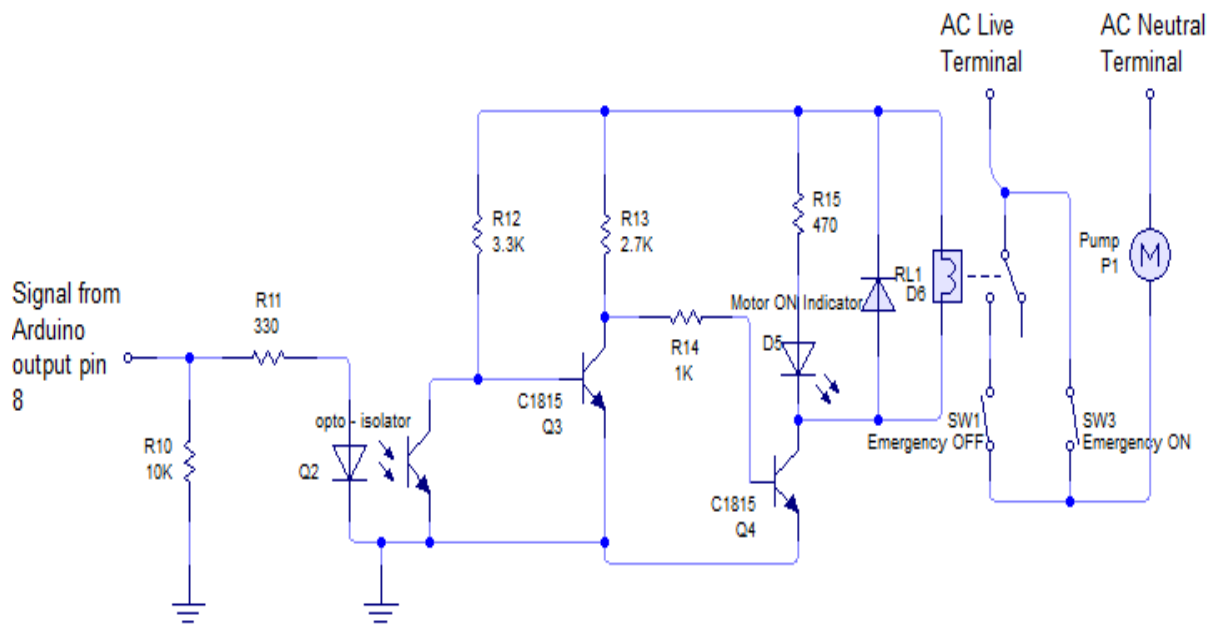 AC Live
Terminal
AC Neutral
Terminal
R12
3.3K
R13
2.7K
R15
470
Pump
P1
RL1
D6
Signal from
Arduino
output pin
8
R11
330
Motor ON Indicator
R14
1K
D5
C1815
Q3
opto - isolator
SW1
Emergency OFF
SW3
Emergency ON
R10
10K
Q2
C1815
Q4
M